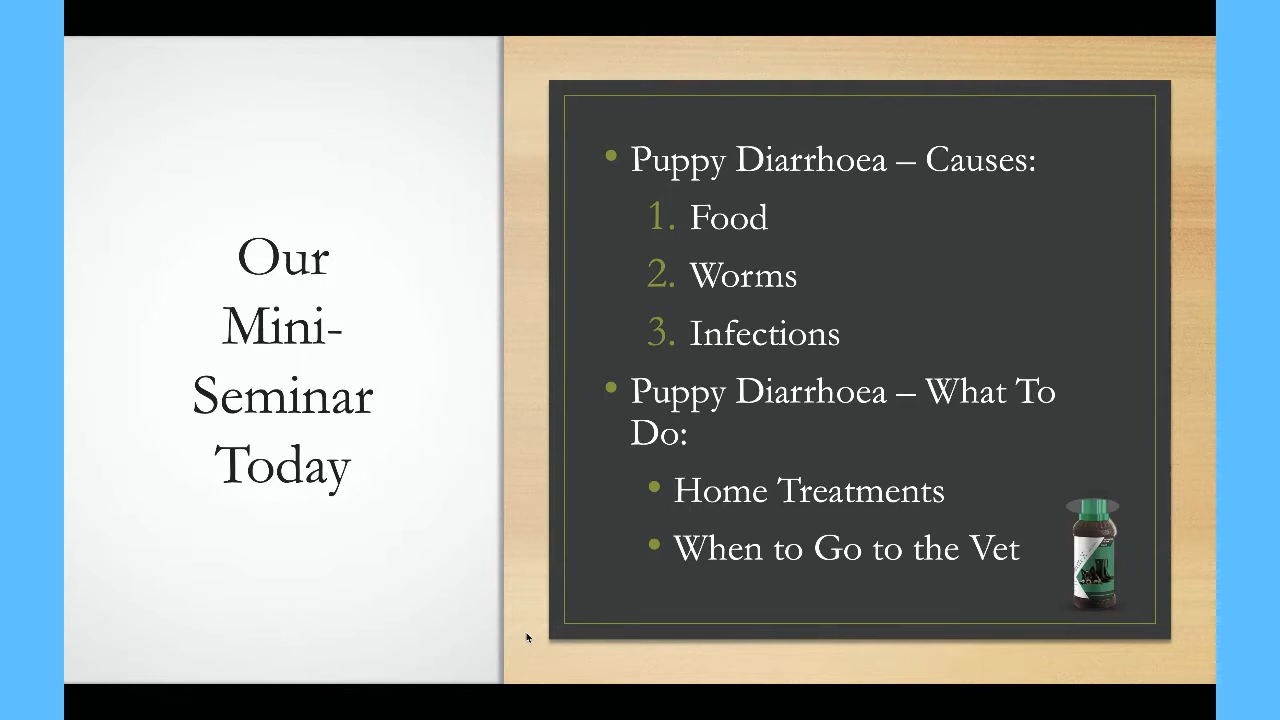 Our
Mini-
Seminar
Today
• Puppy Diarrhoea – Causes:
1. Food
2. Worms
3. Infections
• Puppy Diarrhoea – What To
Do:
• Home Treatments
• When to Go to the Vet